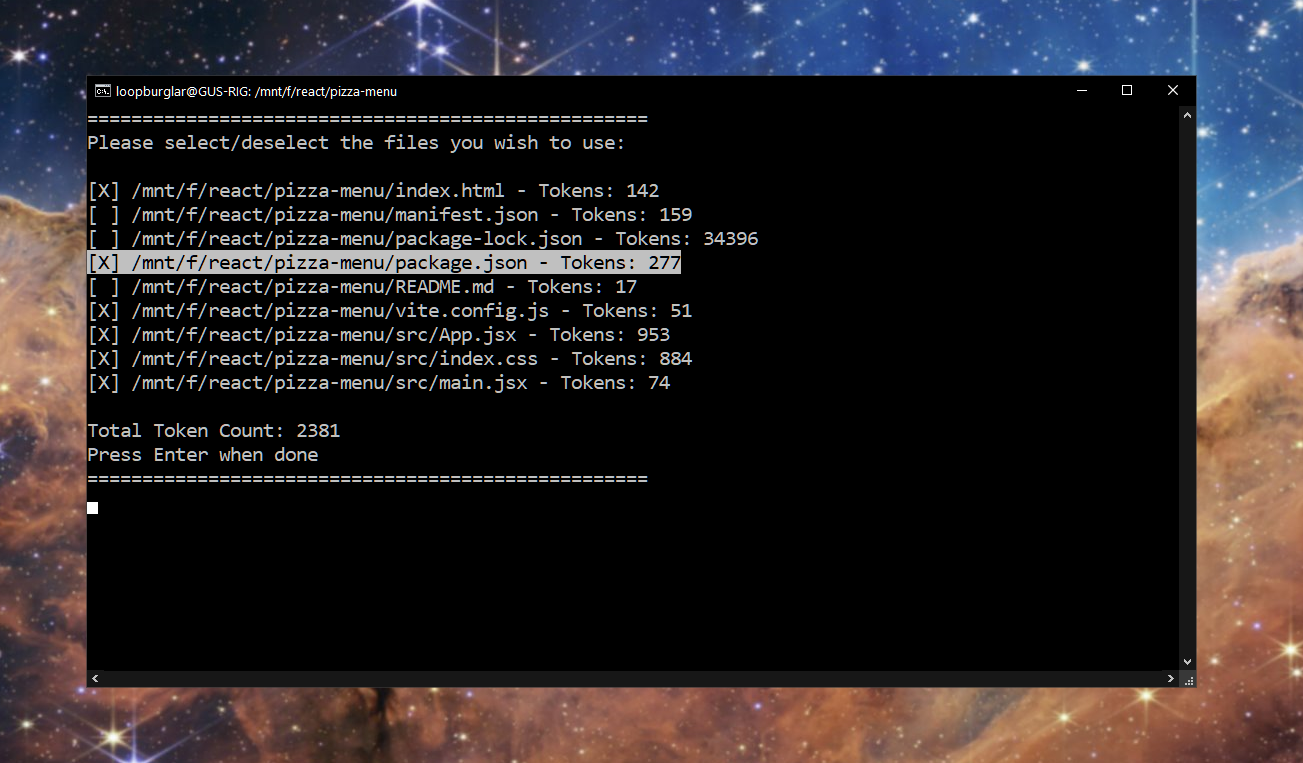 loopburglar@GUS-RIG: /mnt/f/react/pizza-menu
===================================================
Please select/deselect the files you wish to use:
[X] /mnt/f/react/pizza-menu/index.html - Tokens: 142
[ ] /mnt/f/react/pizza-menu/manifest.json - Tokens: 159
[ ] /mnt/f/react/pizza-menu/package-lock.json - Tokens: 34396
[X] /mnt/f/react/pizza-menu/package.json - Tokens: 277
[ ] /mnt/f/react/pizza-menu/README.md - Tokens: 17
[X] /mnt/f/react/pizza-menu/vite.config.js - Tokens: 51
[X] /mnt/f/react/pizza-menu/src/App.jsx - Tokens: 953
[X] /mnt/f/react/pizza-menu/src/index.css - Tokens: 884
[X] /mnt/f/react/pizza-menu/src/main.jsx - Tokens: 74
Total Token Count: 2381
Press Enter when done
===================================================